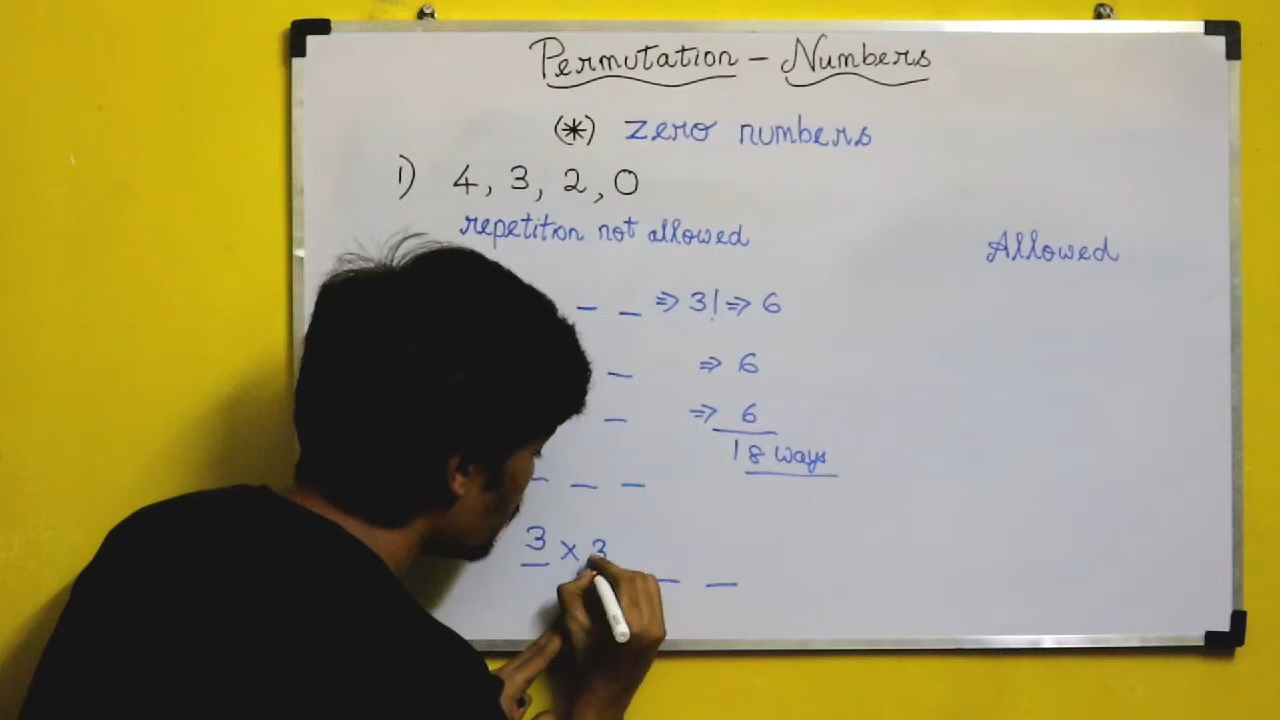 Permutation - Numbers
(*) zero numbers
1) 4, 3, 2, 0
repetition not allowed
Allowed
_ _ ⇒ 3! ⇒ 6
_ ⇒ 6
_ ⇒ 6
18 ways
_ _ _
3 × 3 _ _